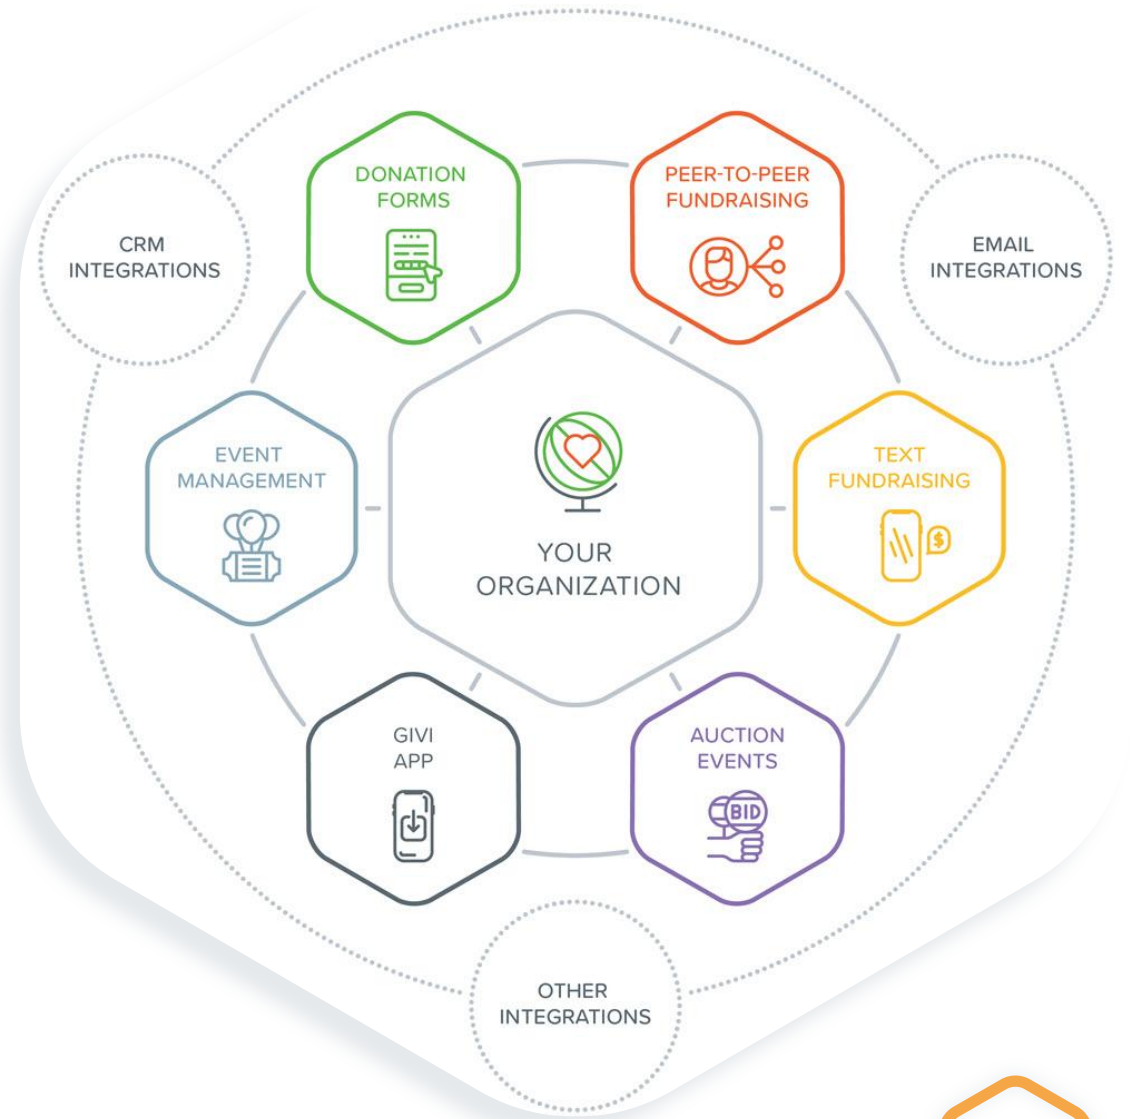 DONATION
FORMS
PEER-TO-PEER
FUNDRAISING
CRM
INTEGRATIONS
EMAIL
INTEGRATIONS
EVENT
MANAGEMENT
TEXT
FUNDRAISING
$
YOUR
ORGANIZATION
GIVI
APP
AUCTION
EVENTS
BID
OTHER
INTEGRATIONS